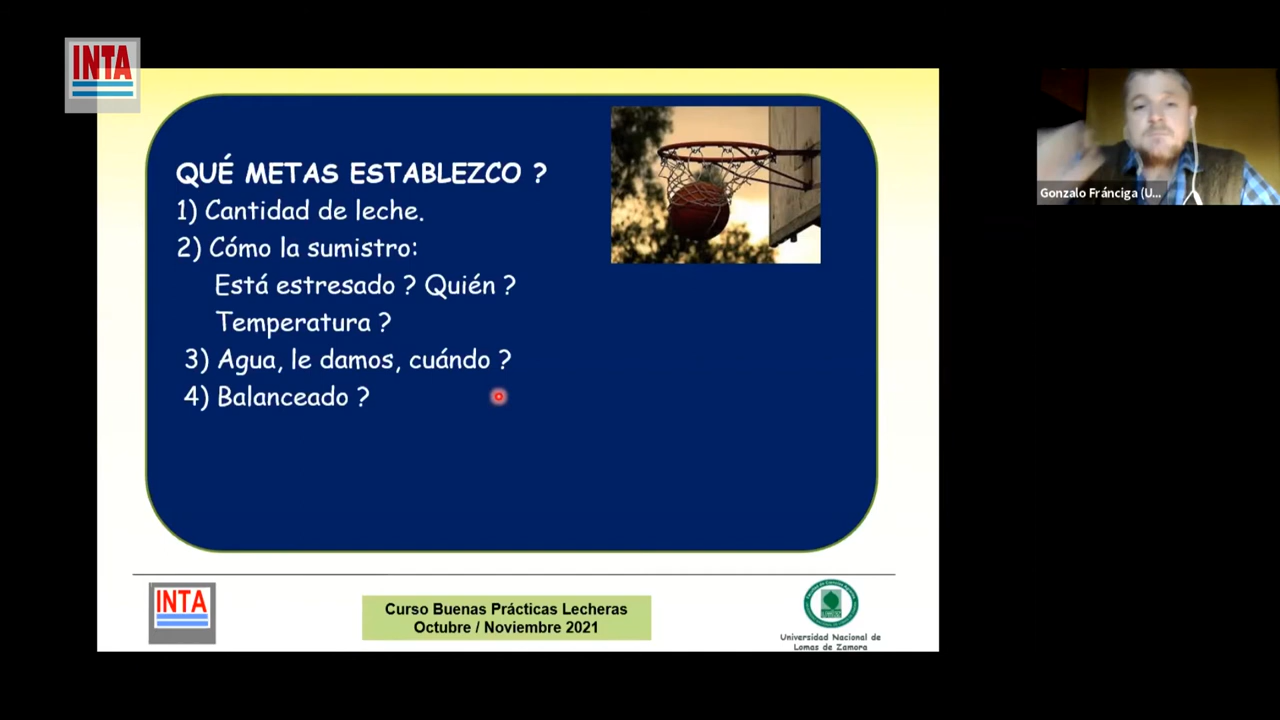 INTA
QUÉ METAS ESTABLEZCO ?
1) Cantidad de leche.
2) Cómo la sumistro:
Está estresado ? Quién ?
Temperatura ?
3) Agua, le damos, cuándo ?
4) Balanceado ?
Gonzalo Fránciga (U...
INTA
Curso Buenas Prácticas Lecheras
Octubre / Noviembre 2021
Universidad Nacional de
Lomas de Zamora